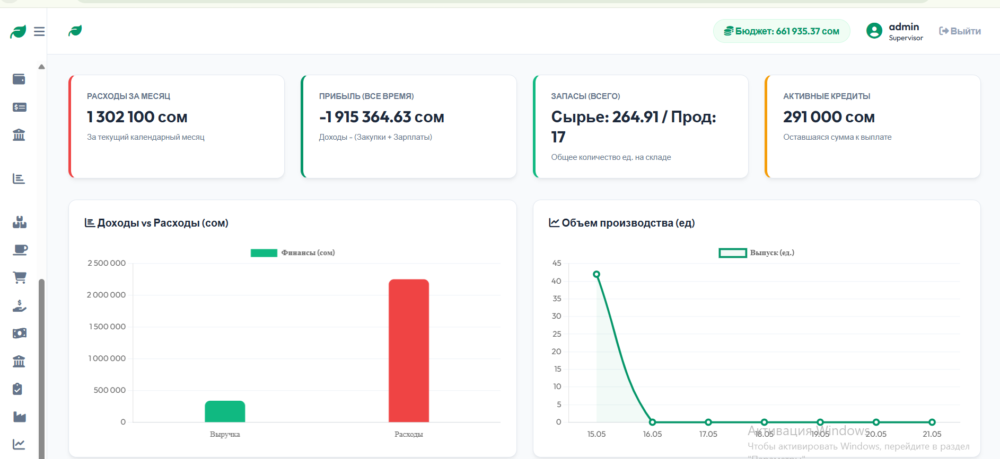 Бюджет: 661 935.37 сом
admin
Supervisor
Выйти
РАСХОДЫ ЗА МЕСЯЦ
1 302 100 сом
За текущий календарный месяц
ПРИБЫЛЬ (ВСЕ ВРЕМЯ)
-1 915 364.63 сом
Доходы - (Закупки + Зарплаты)
ЗАПАСЫ (ВСЕГО)
Сырье: 264.91 / Прод:
17
Общее количество ед. на складе
АКТИВНЫЕ КРЕДИТЫ
291 000 сом
Оставшаяся сумма к выплате
Доходы vs Расходы (сом)
Финансы (сом)
2 500 000
2 000 000
1 500 000
1 000 000
500 000
0
Выручка Расходы
Объем производства (ед)
Выпуск (ед.)
45
40
35
30
25
20
15
10
5
0
15.05 16.05 17.05 18.05 19.05 20.05 21.05
Активация Windows
Чтобы активировать Windows, перейдите в раздел
"Параметры"